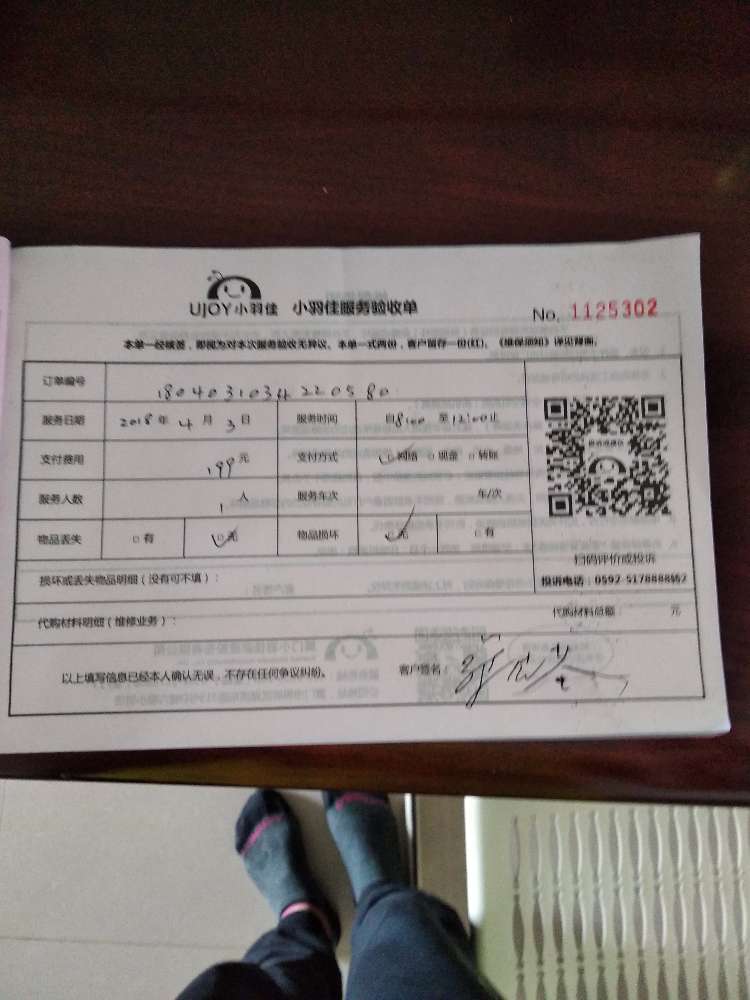 UJOY小羽佳 小羽佳服务验收单 No. 1125302
本单一经核签，即视为对本次服务验收无异议。本单一式两份，客户留存一份(红)。《维保须知》详见背面。
订单编号 1804031034220580
服务日期 2018年4月3日 服务时间 自8:00至12:00止
支付费用 199元 支付方式 网络 现金 转账
服务人数 1人 服务车次 车/次
物品丢失 有 无 物品损坏 无 有
扫码评价或投诉
投诉电话：0592-5178888转2
损坏或丢失物品明细（没有可不填）：
代购材料明细（维修业务）： 代购材料总额 元
以上填写信息已经本人确认无误，不存在任何争议纠纷。 客户签名：